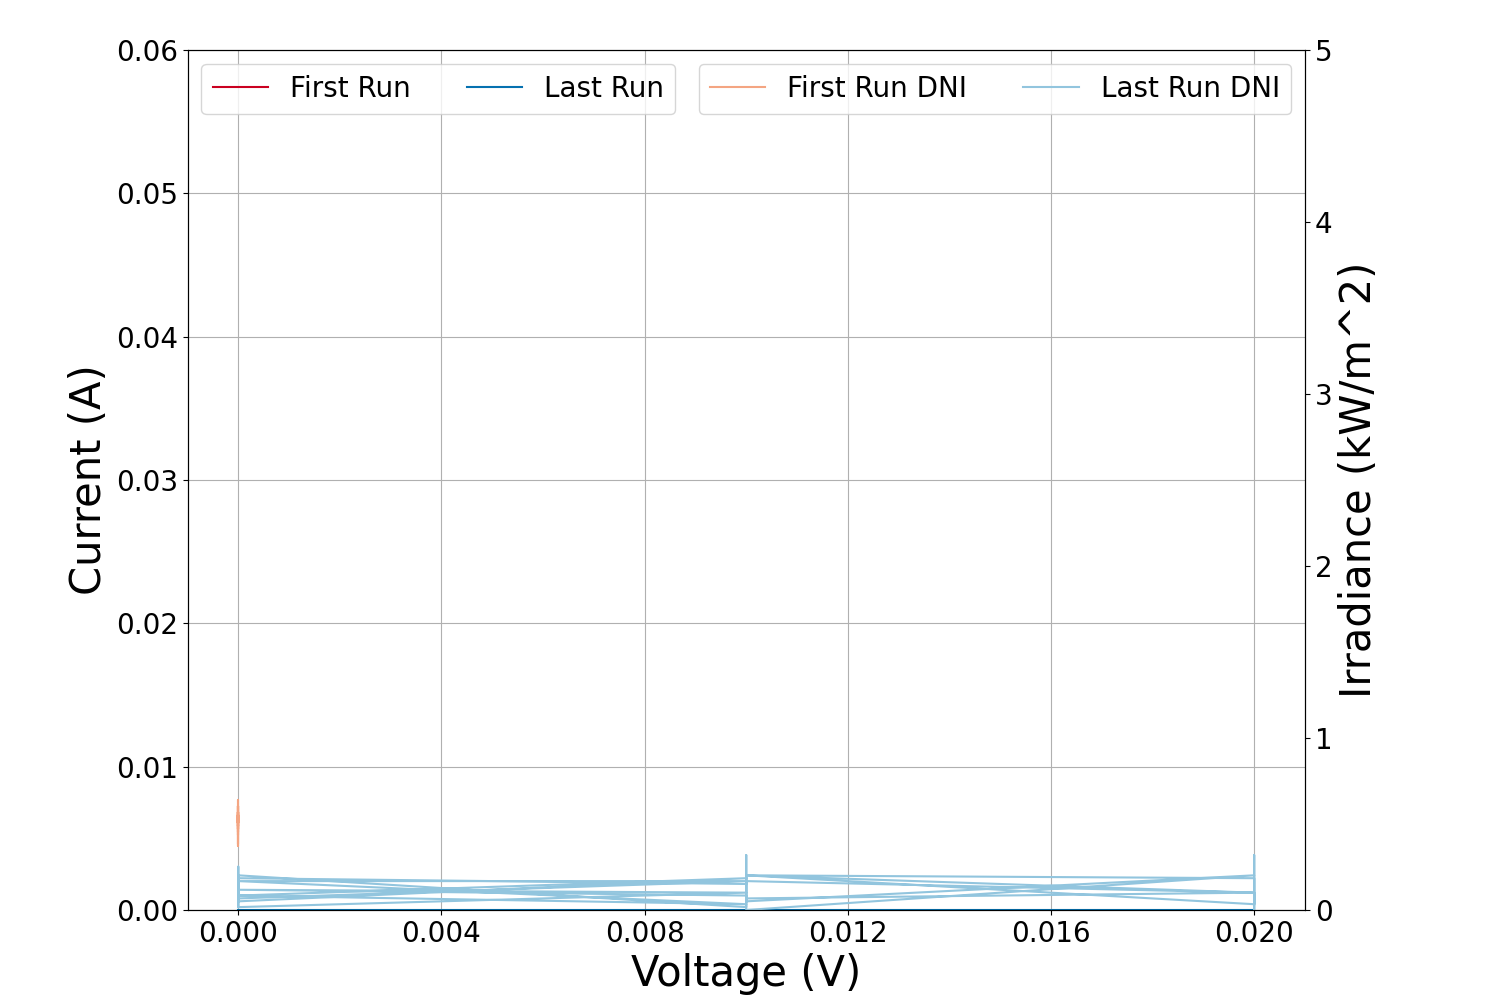 First Run
Last Run
First Run DNI
Last Run DNI
0.06
0.05
0.04
0.03
0.02
0.01
0.00
Current (A)
5
4
3
2
1
0
Irradiance (kW/m^2)
0.000 0.004 0.008 0.012 0.016 0.020
Voltage (V)